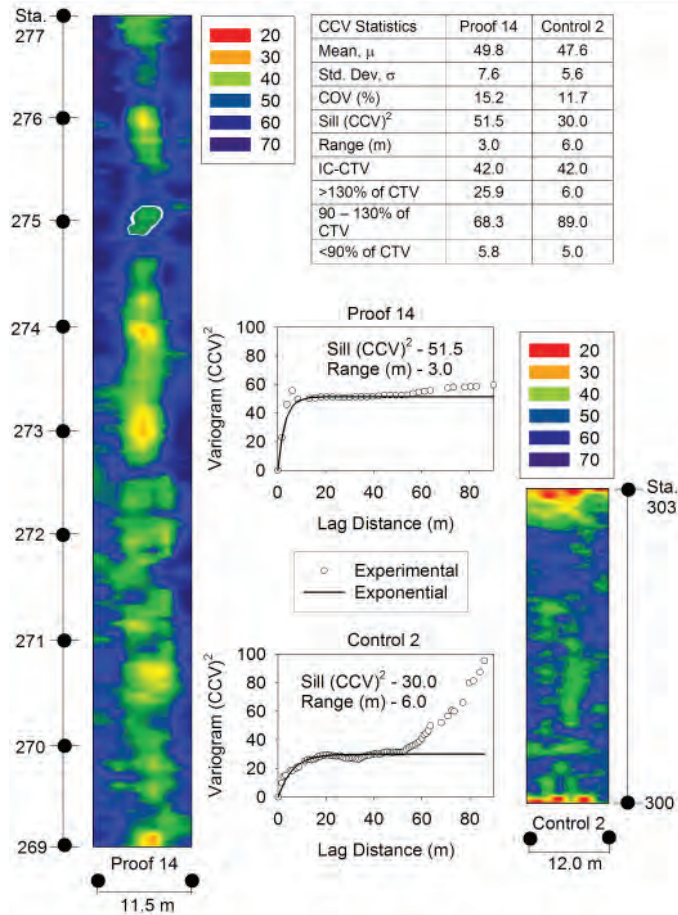 Sta.
277
276
275
274
273
272
271
270
269
Proof 14
11.5 m
20
30
40
50
60
70
CCV Statistics Proof 14 Control 2
Mean, μ 49.8 47.6
Std. Dev, σ 7.6 5.6
COV (%) 15.2 11.7
Sill (CCV)² 51.5 30.0
Range (m) 3.0 6.0
IC-CTV 42.0 42.0
>130% of CTV 25.9 6.0
90 – 130% of
CTV 68.3 89.0
<90% of CTV 5.8 5.0
Proof 14
Variogram (CCV)²
100
80
60
40
20
0
Sill (CCV)² - 51.5
Range (m) - 3.0
0 20 40 60 80
Lag Distance (m)
Experimental
Exponential
Control 2
Variogram (CCV)²
100
80
60
40
20
0
Sill (CCV)² - 30.0
Range (m) - 6.0
0 20 40 60 80
Lag Distance (m)
20
30
40
50
60
70
Sta.
303
300
Control 2
12.0 m